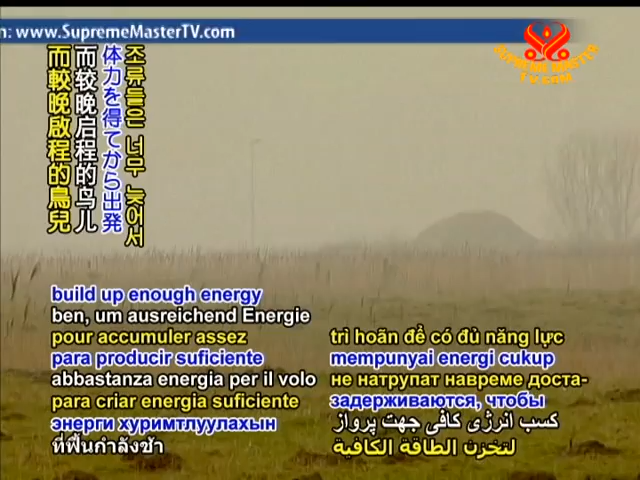 n: www.SupremeMasterTV.com
SUPREME MASTER
TV.COM
而較晚啟程的鳥兒
而较晚启程的鸟儿
体力を得てから出発
조류들은 너무 늦어서
build up enough energy
ben, um ausreichend Energie
pour accumuler assez
para producir suficiente
abbastanza energia per il volo
para criar energia suficiente
энерги хуримтлуулахын
ที่ฟื้นกำลังช้า
trì hoãn để có đủ năng lực
mempunyai energi cukup
не натрупат навреме доста-
задерживаются, чтобы
کسب انرژی کافی جهت پرواز
لتخزن الطاقة الكافية